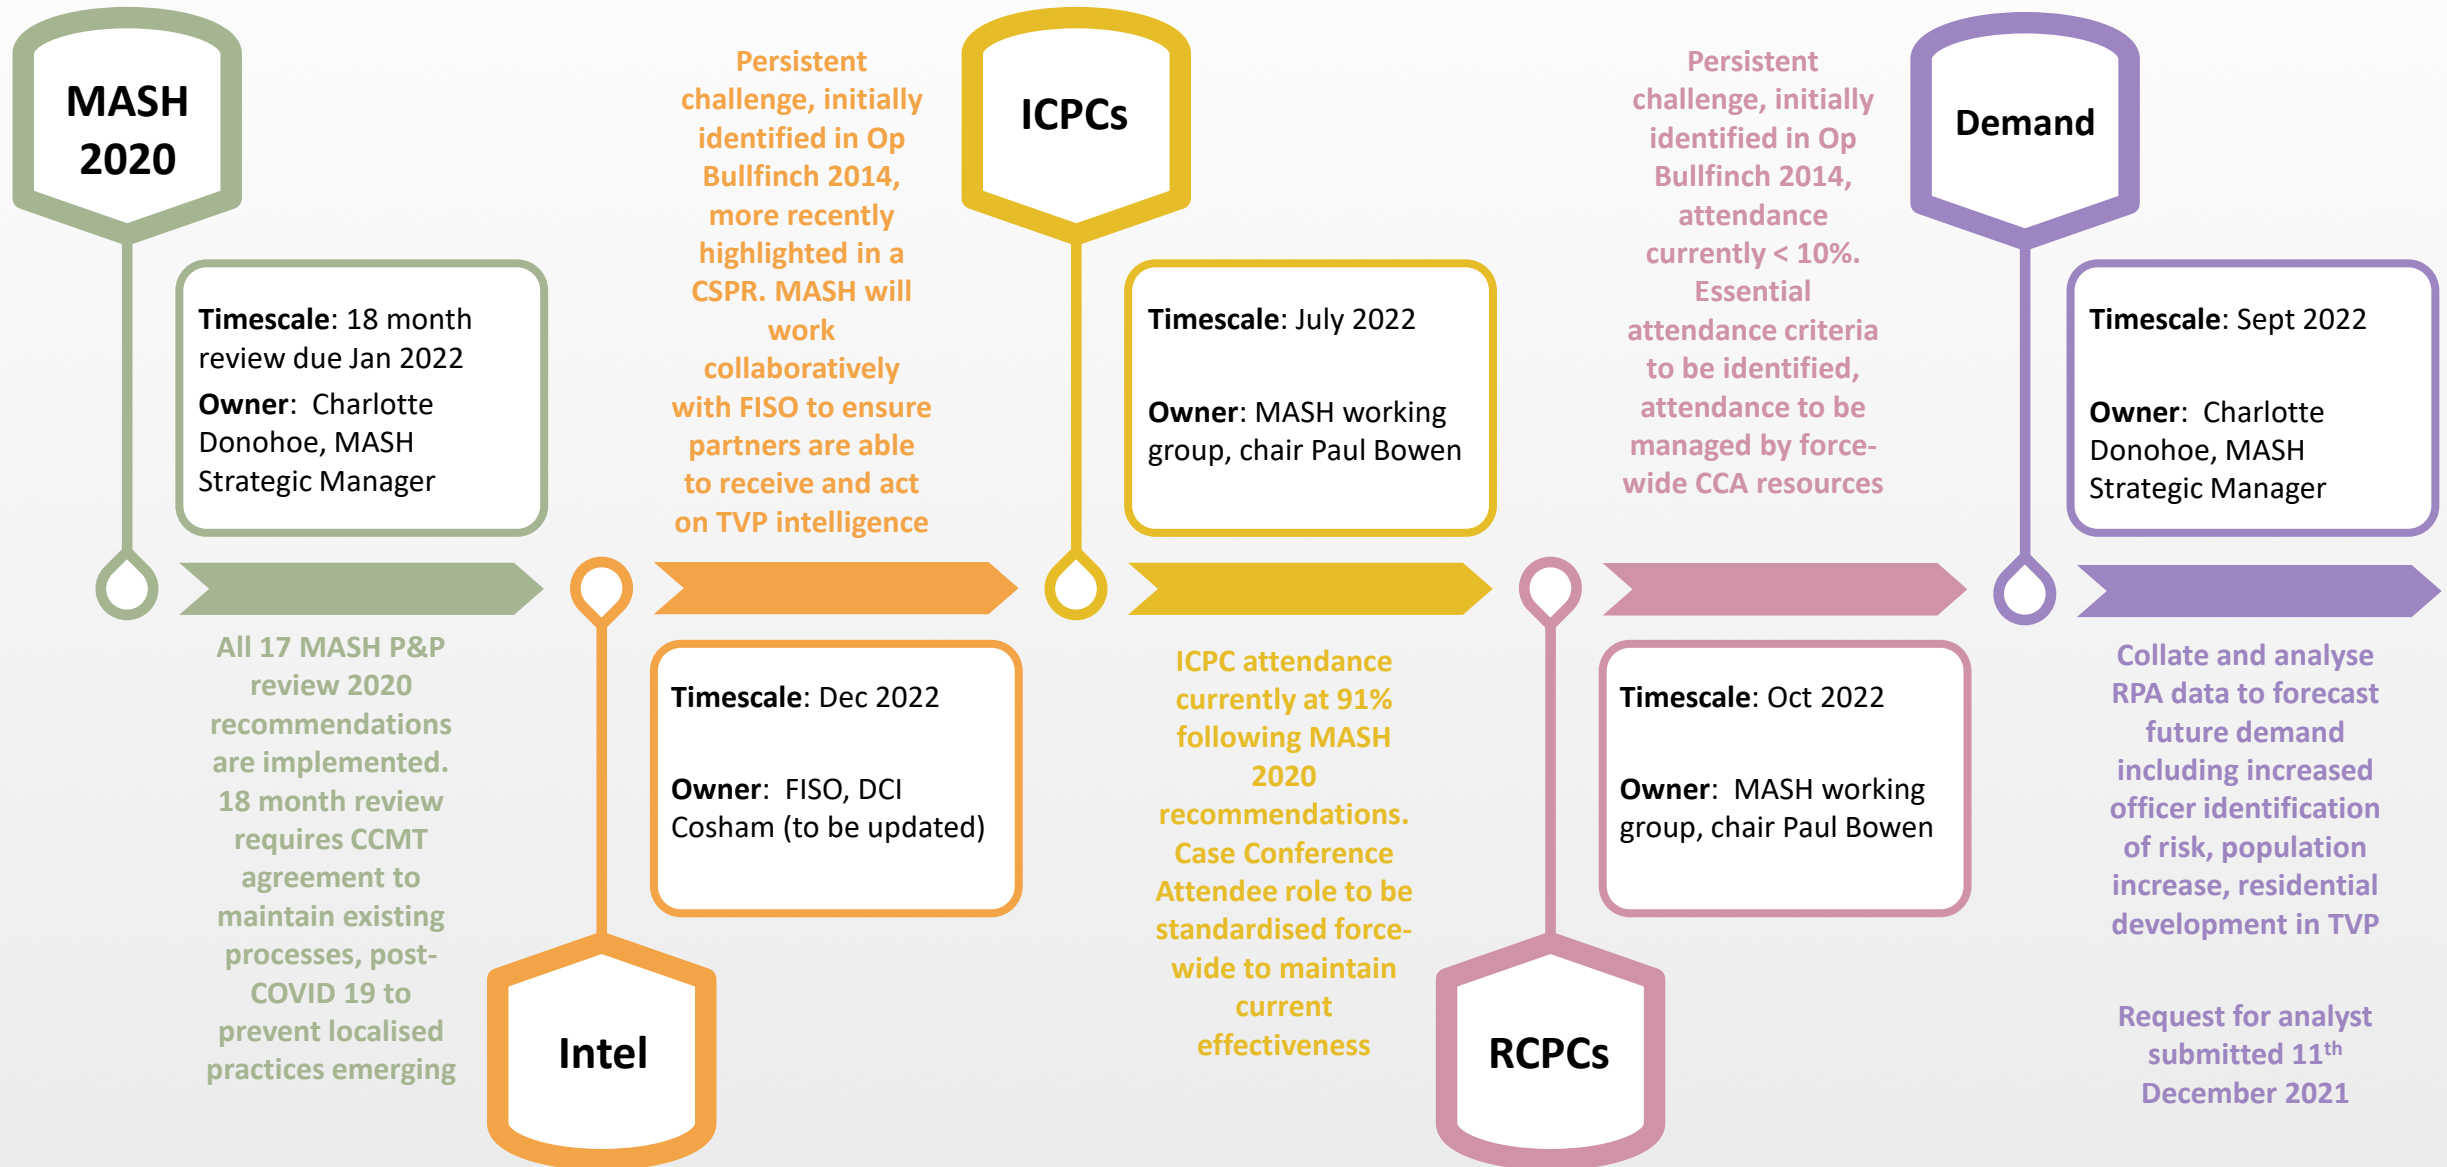 MASH
2020
Timescale: 18 month
review due Jan 2022
Owner: Charlotte
Donohoe, MASH
Strategic Manager
All 17 MASH P&P
review 2020
recommendations
are implemented.
18 month review
requires CCMT
agreement to
maintain existing
processes, post-
COVID 19 to
prevent localised
practices emerging
Persistent
challenge, initially
identified in Op
Bullfinch 2014,
more recently
highlighted in a
CSPR. MASH will
work
collaboratively
with FISO to ensure
partners are able
to receive and act
on TVP intelligence
Timescale: Dec 2022
Owner: FISO, DCI
Cosham (to be updated)
Intel
ICPCs
Timescale: July 2022
Owner: MASH working
group, chair Paul Bowen
ICPC attendance
currently at 91%
following MASH
2020
recommendations.
Case Conference
Attendee role to be
standardised force-
wide to maintain
current
effectiveness
Persistent
challenge, initially
identified in Op
Bullfinch 2014,
attendance
currently < 10%.
Essential
attendance criteria
to be identified,
attendance to be
managed by force-
wide CCA resources
Timescale: Oct 2022
Owner: MASH working
group, chair Paul Bowen
RCPCs
Demand
Timescale: Sept 2022
Owner: Charlotte
Donohoe, MASH
Strategic Manager
Collate and analyse
RPA data to forecast
future demand
including increased
officer identification
of risk, population
increase, residential
development in TVP
Request for analyst
submitted 11th
December 2021